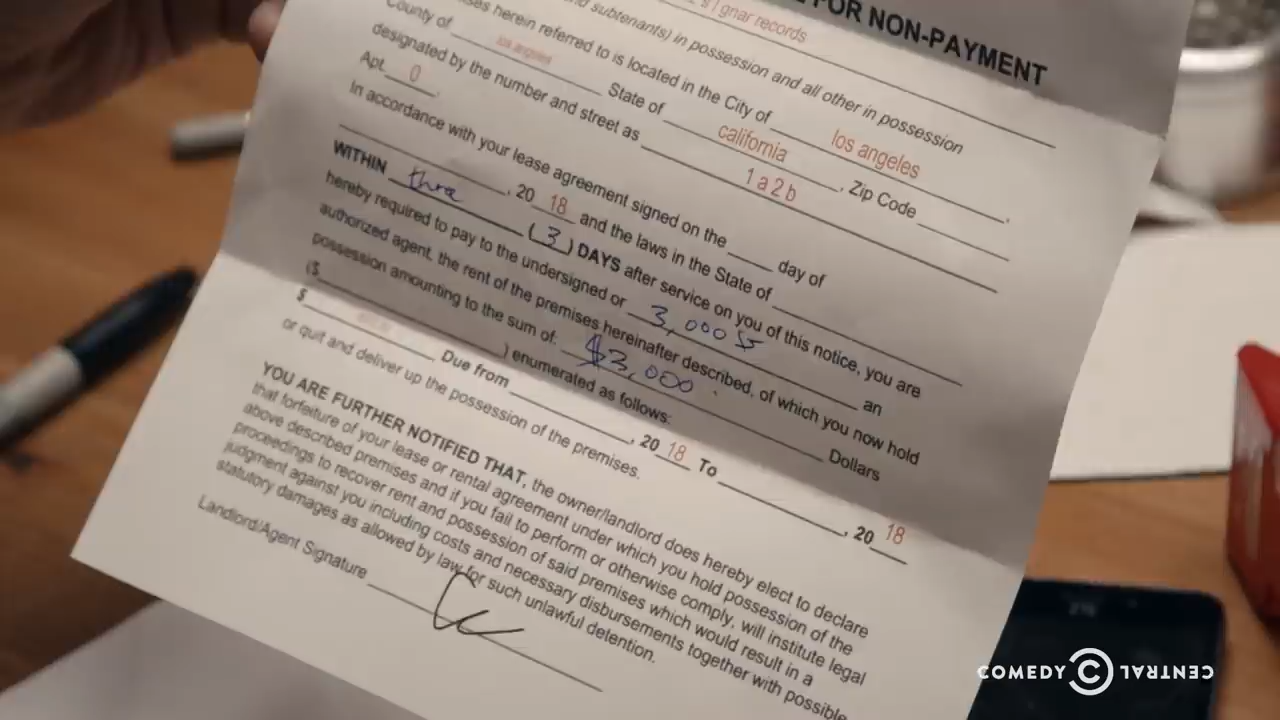 FOR NON-PAYMENT
gnar records
and subtenants) in possession and all other in possession
herein referred to is located in the City of los angeles
County of los angeles State of california, Zip Code
designated by the number and street as 1a2b
Apt. 0.
In accordance with your lease agreement signed on the ___ day of
, 20 18 and the laws in the State of
WITHIN three (3) DAYS after service on you of this notice, you are
hereby required to pay to the undersigned or 3,000 an
authorized agent, the rent of the premises hereinafter described, of which you now hold
possession amounting to the sum of: $3,000 Dollars
($ ) enumerated as follows:
$ Due from , 20 18 To , 20 18
or quit and deliver up the possession of the premises.
YOU ARE FURTHER NOTIFIED THAT, the owner/landlord does hereby elect to declare
that forfeiture of your lease or rental agreement under which you hold possession of the
above described premises and if you fail to perform or otherwise comply, will institute legal
proceedings to recover rent and possession of said premises which would result in a
judgment against you including costs and necessary disbursements together with possible
statutory damages as allowed by law for such unlawful detention.
Landlord/Agent Signature
COMEDY C CENTRAL